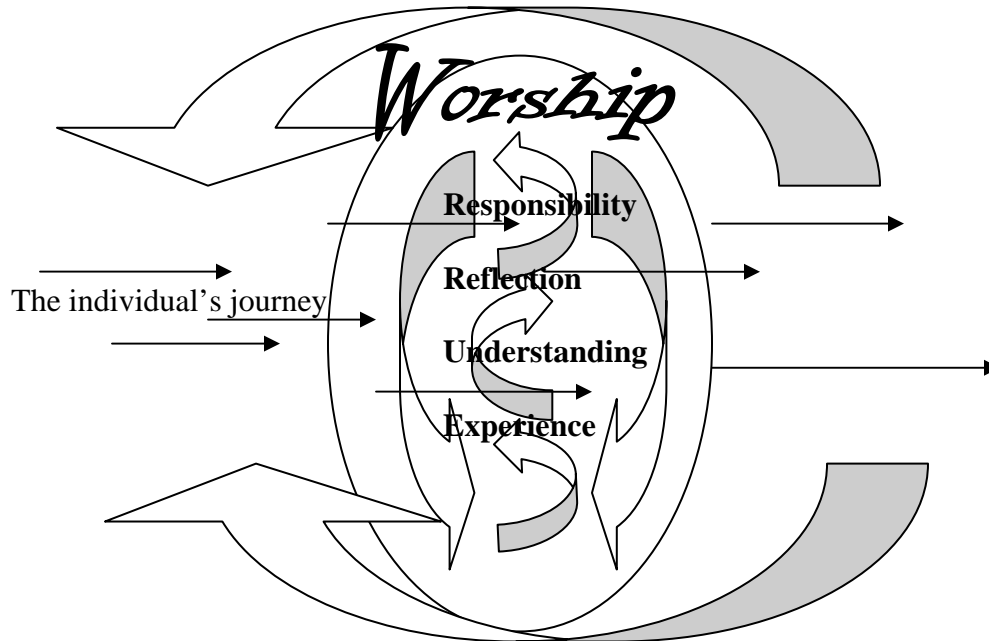 Worship
Responsibility
Reflection
The individual’s journey
Understanding
Experience